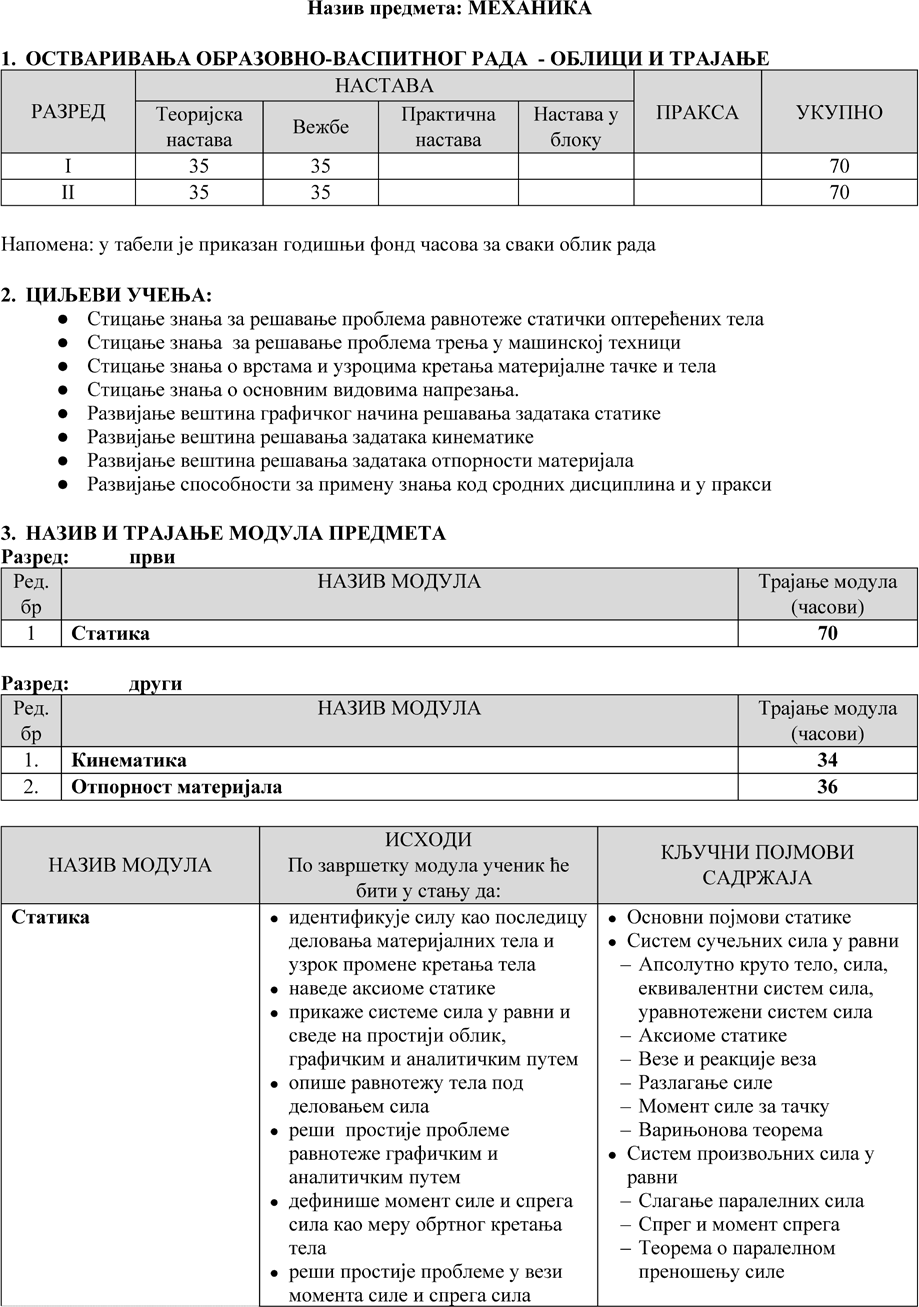 Назив предмета: МЕХАНИКА
1. ОСТВАРИВАЊА ОБРАЗОВНО-ВАСПИТНОГ РАДА - ОБЛИЦИ И ТРАЈАЊЕ
РАЗРЕД НАСТАВА ПРАКСА УКУПНО
Теоријска настава Вежбе Практична настава Настава у блоку
I 35 35 70
II 35 35 70
Напомена: у табели је приказан годишњи фонд часова за сваки облик рада
2. ЦИЉЕВИ УЧЕЊА:
● Стицање знања за решавање проблема равнотеже статички оптерећених тела
● Стицање знања за решавање проблема трења у машинској техници
● Стицање знања о врстама и узроцима кретања материјалне тачке и тела
● Стицање знања о основним видовима напрезања.
● Развијање вештина графичког начина решавања задатака статике
● Развијање вештина решавања задатака кинематике
● Развијање вештина решавања задатака отпорности материјала
● Развијање способности за примену знања код сродних дисциплина и у пракси
3. НАЗИВ И ТРАЈАЊЕ МОДУЛА ПРЕДМЕТА
Разред: први
Ред. бр НАЗИВ МОДУЛА Трајање модула (часови)
1 Статика 70
Разред: други
Ред. бр НАЗИВ МОДУЛА Трајање модула (часови)
1. Кинематика 34
2. Отпорност материјала 36
НАЗИВ МОДУЛА
ИСХОДИ
По завршетку модула ученик ће
бити у стању да:
КЉУЧНИ ПОЈМОВИ
САДРЖАЈА
Статика
● идентификује силу као последицу
деловања материјалних тела и
узрок промене кретања тела
● наведе аксиоме статике
● прикаже системе сила у равни и
сведе на простији облик,
графичким и аналитичким путем
● опише равнотежу тела под
деловањем сила
● реши простије проблеме
равнотеже графичким и
аналитичким путем
● дефинише момент силе и спрега
сила као меру обртног кретања
тела
● реши простије проблеме у вези
момента силе и спрега сила
● Основни појмови статике
● Систем сучељних сила у равни
– Апсолутно круто тело, сила,
еквивалентни систем сила,
уравнотежени систем сила
– Аксиоме статике
– Везе и реакције веза
– Разлагање силе
– Момент силе за тачку
– Варињонова теорема
● Систем произвољних сила у
равни
– Слагање паралелних сила
– Спрег и момент спрега
– Теорема о паралелном
преношењу силе